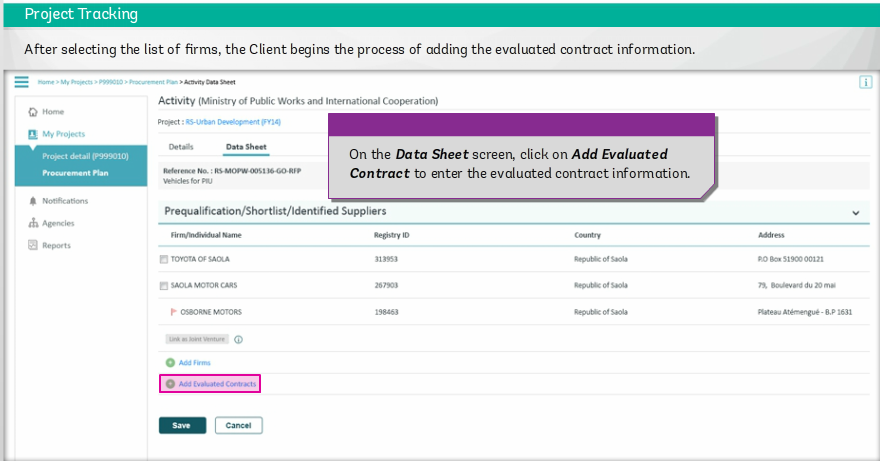 Project Tracking
After selecting the list of firms, the Client begins the process of adding the evaluated contract information.
Home > My Projects > P999010 > Procurement Plan > Activity Data Sheet
i
Activity (Ministry of Public Works and International Cooperation)
Project : RS-Urban Development (FY14)
Home
My Projects
Project detail (P999010)
Procurement Plan
Notifications
Agencies
Reports
Details
Data Sheet
On the Data Sheet screen, click on Add Evaluated
Contract to enter the evaluated contract information.
Reference No. : RS-MOPW-005136-GO-RFP
Vehicles for PIU
Prequalification/Shortlist/Identified Suppliers
Firm/Individual Name Registry ID Country Address
TOYOTA OF SAOLA 313953 Republic of Saola P.O Box 51900 00121
SAOLA MOTOR CARS 267903 Republic of Saola 79, Boulevard du 20 mai
OSBORNE MOTORS 198463 Republic of Saola Plateau Atémengué - B.P 1631
Link as Joint Venture i
Add Firms
Add Evaluated Contracts
Save Cancel